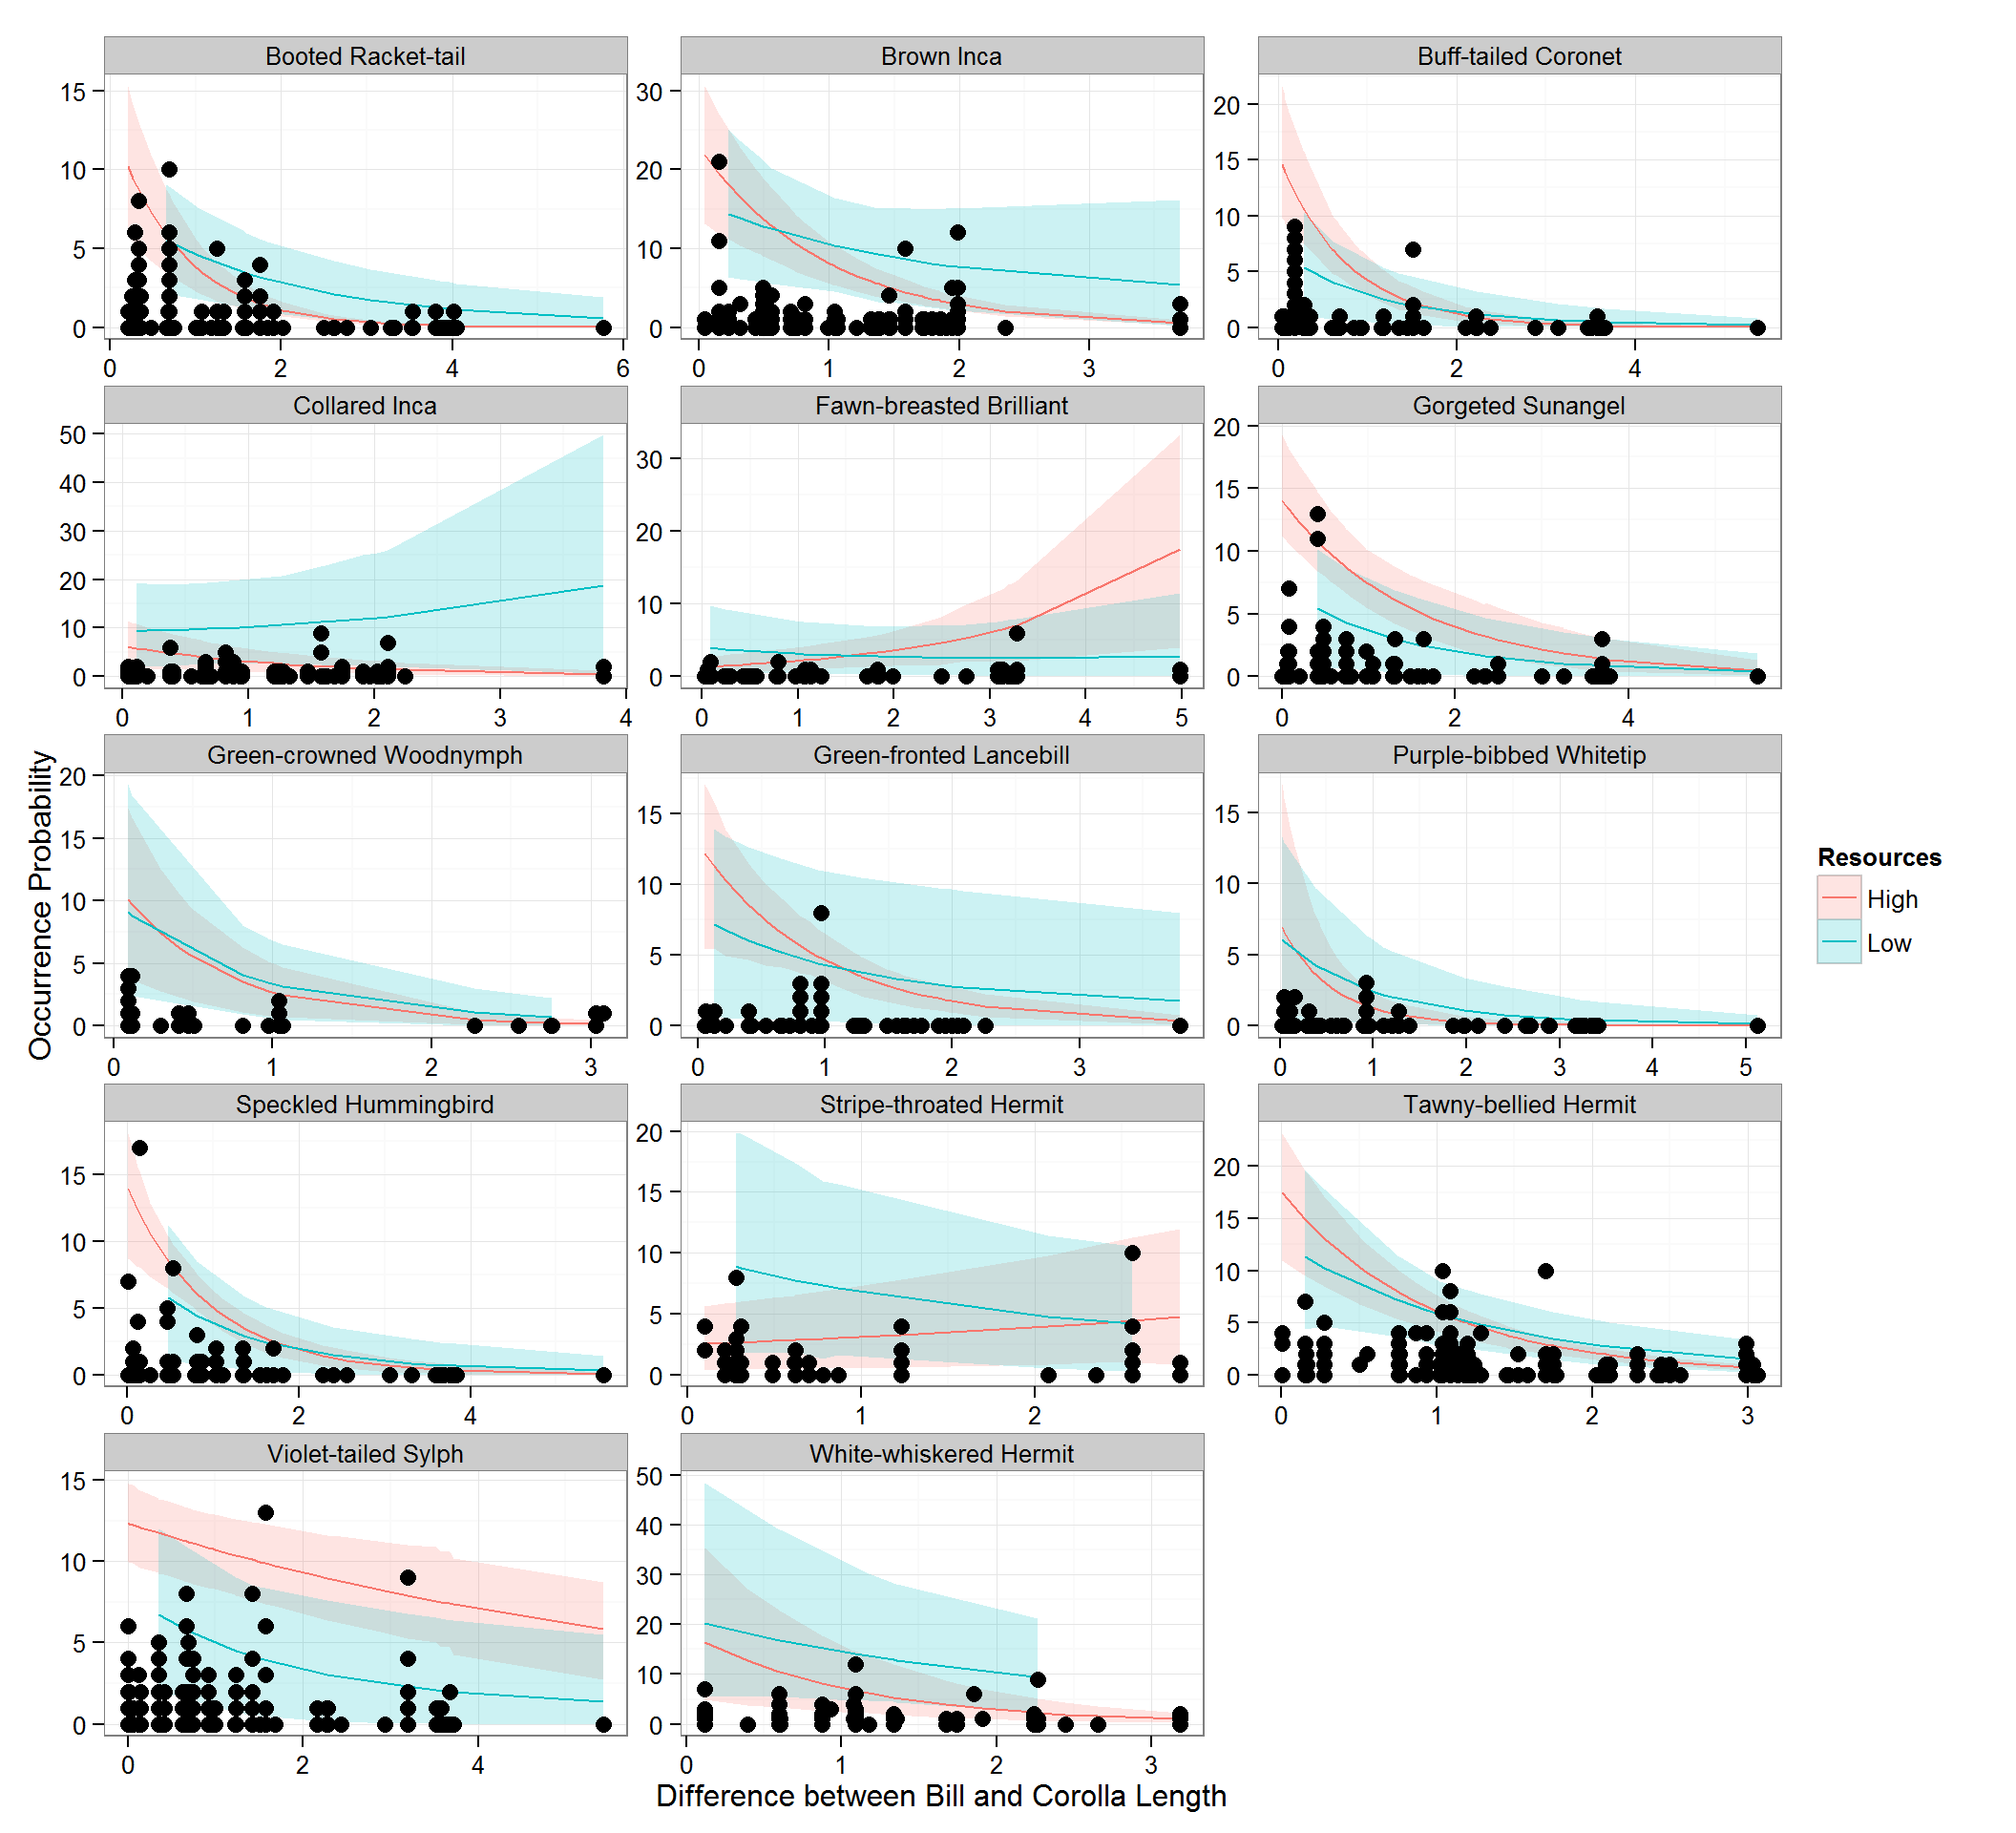 Booted Racket-tail Brown Inca Buff-tailed Coronet
15 30 20
10 20 15
5 10 10
0 0 5
0
0 2 4 6 0 1 2 3 0 2 4
Collared Inca Fawn-breasted Brilliant Gorgeted Sunangel
50 30 20
40 20 15
30 10 10
20 0 5
10 0
0
0 1 2 3 4 0 1 2 3 4 5 0 2 4
Green-crowned Woodnymph Green-fronted Lancebill Purple-bibbed Whitetip
20 15 15
15 10 10
10 5 5
5 0 0
0
0 1 2 3 0 1 2 3 0 1 2 3 4 5
Occurrence Probability
Resources
High
Low
Speckled Hummingbird Stripe-throated Hermit Tawny-bellied Hermit
15 20 20
10 15 15
5 10 10
0 5 5
0 0
0 2 4 0 1 2 0 1 2 3
Violet-tailed Sylph White-whiskered Hermit
15 50
10 40
5 30
0 20
10
0
0 2 4 0 1 2 3
Difference between Bill and Corolla Length